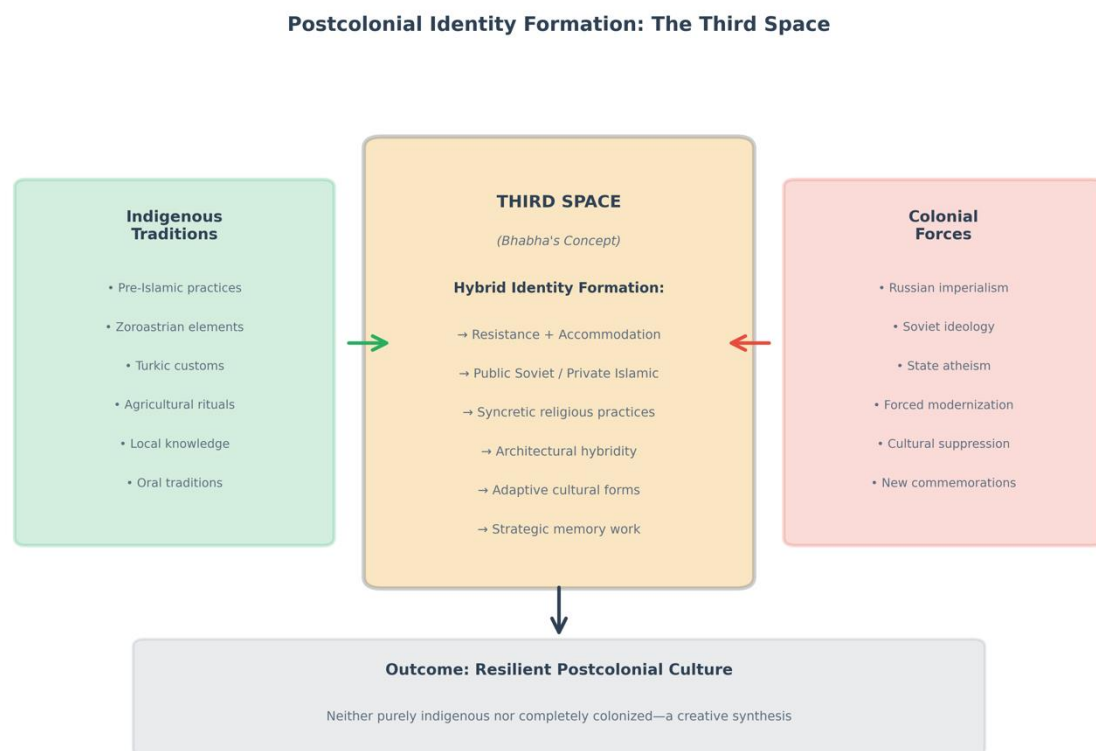 Postcolonial Identity Formation: The Third Space
Indigenous
Traditions
• Pre-Islamic practices
• Zoroastrian elements
• Turkic customs
• Agricultural rituals
• Local knowledge
• Oral traditions
THIRD SPACE
(Bhabha's Concept)
Hybrid Identity Formation:
→ Resistance + Accommodation
→ Public Soviet / Private Islamic
→ Syncretic religious practices
→ Architectural hybridity
→ Adaptive cultural forms
→ Strategic memory work
Colonial
Forces
• Russian imperialism
• Soviet ideology
• State atheism
• Forced modernization
• Cultural suppression
• New commemorations
Outcome: Resilient Postcolonial Culture
Neither purely indigenous nor completely colonized—a creative synthesis